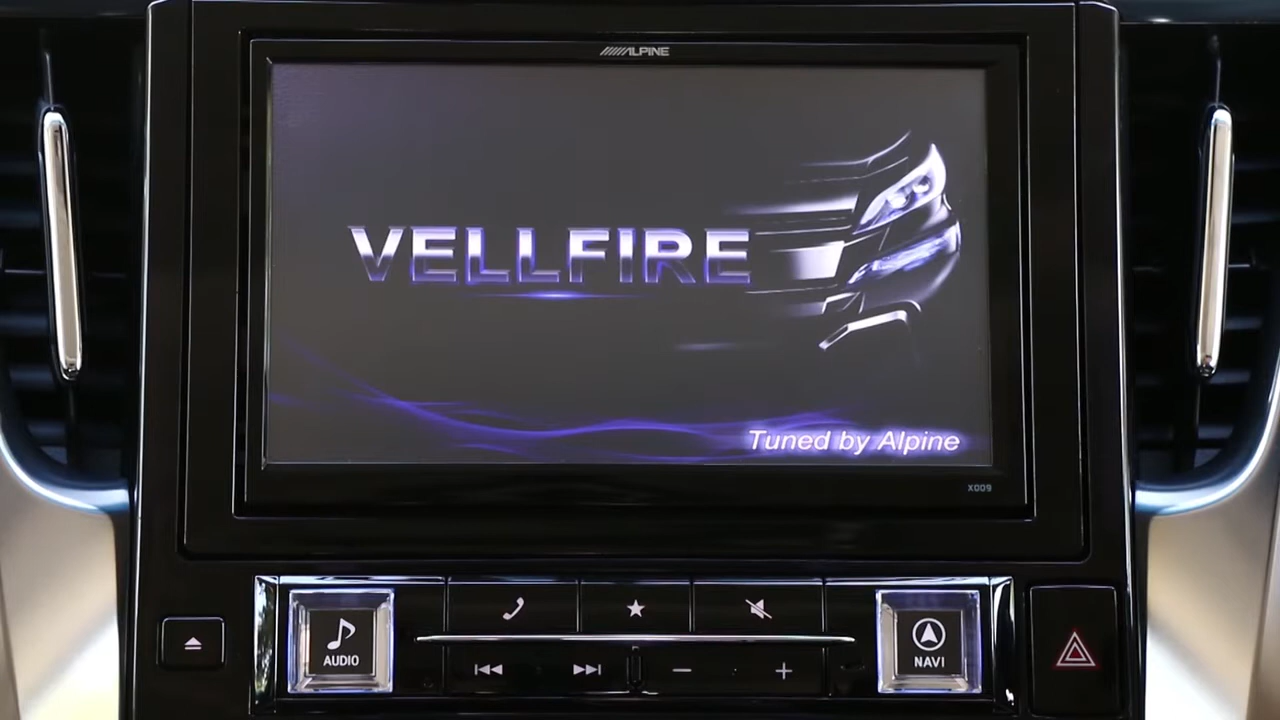 ALPINE
VELLFIRE
Tuned by Alpine
X009
AUDIO
NAVI